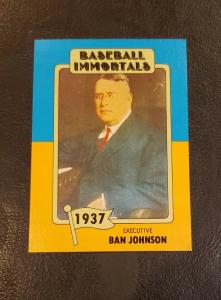 BASEBALL
IMMORTALS
1937
EXECUTIVE
BAN JOHNSON